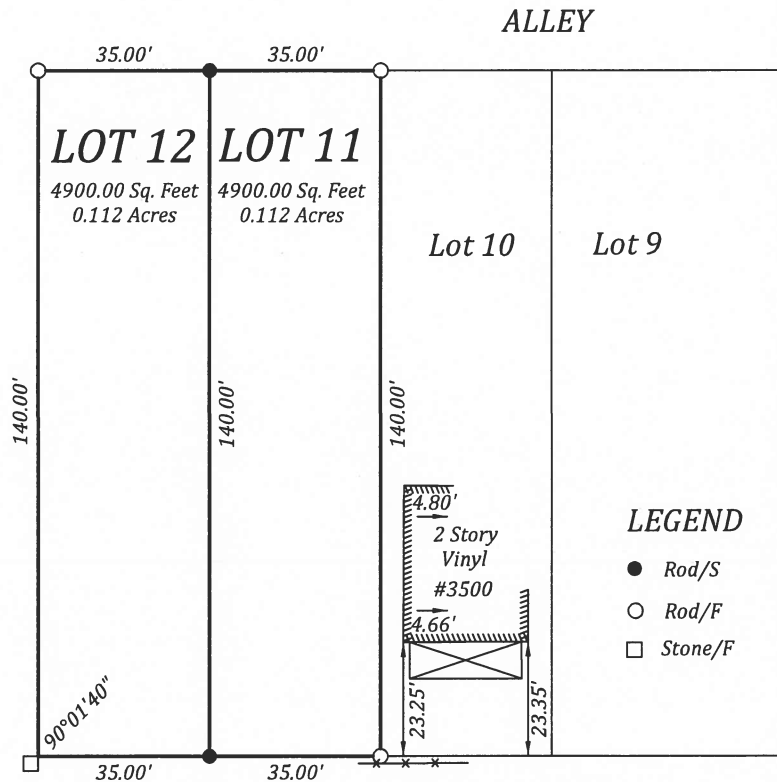 ALLEY
35.00'
35.00'
LOT 12
4900.00 Sq. Feet
0.112 Acres
LOT 11
4900.00 Sq. Feet
0.112 Acres
Lot 10
Lot 9
140.00'
140.00'
140.00'
4.80'
2 Story
Vinyl
#3500
4.66'
23.25'
23.35'
LEGEND
Rod/S
Rod/F
Stone/F
90°01'40"
35.00'
35.00'